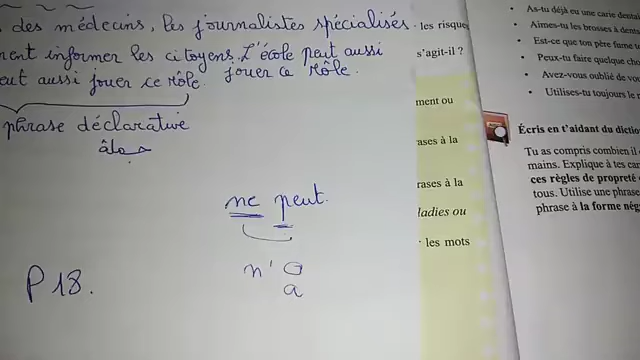 des médecins, les journalistes spécialisés.
ment informer les citoyens. L'école peut aussi
eut aussi jouer ce rôle. jouer ce rôle.
phrase déclarative
ne peut.
n'
a
P 18.
les risques
s'agit-il ?
ment ou
ases à la
rases à la
ladies ou
les mots
• As-tu déjà eu une carie dentai
• Aimes-tu les brosses à dents
• Est-ce que ton père fume
• Peux-tu faire quelque cho
• Avez-vous oublié de vo
• Utilises-tu toujours le
Écris en t'aidant du dictio
Tu as compris combien il
mains. Explique à tes ca
ces règles de propreté
tous. Utilise une phrase
phrase à la forme nég